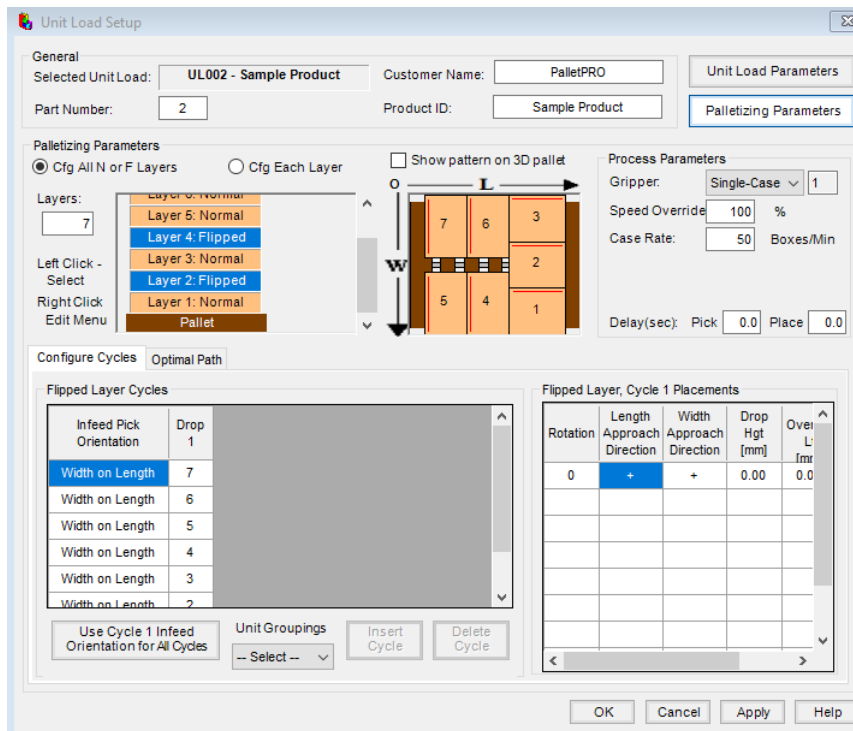 Unit Load Setup
General
Selected Unit Load: UL002 - Sample Product Customer Name: PalletPRO Unit Load Parameters
Part Number: 2 Product ID: Sample Product Palletizing Parameters
Palletizing Parameters
Cfg All N or F Layers Cfg Each Layer Show pattern on 3D pallet Process Parameters
Layers: O L Gripper: Single-Case 1
7 Layer 5: Normal 7 6 3 Speed Override 100 %
Layer 4: Flipped Case Rate: 50 Boxes/Min
Left Click - Layer 3: Normal W 2
Select Layer 2: Flipped
Right Click Layer 1: Normal 5 4 1
Edit Menu Pallet Delay(sec): Pick 0.0 Place 0.0
Configure Cycles Optimal Path
Flipped Layer Cycles Flipped Layer, Cycle 1 Placements
Infeed Pick Drop Length Width Drop
Orientation 1 Rotation Approach Approach Hgt
Direction Direction [mm]
Width on Length 7 0 + + 0.00
Width on Length 6
Width on Length 5
Width on Length 4
Width on Length 3
Width on Length 2
Use Cycle 1 Infeed Unit Groupings Insert Delete
Orientation for All Cycles -- Select -- Cycle Cycle
OK Cancel Apply Help